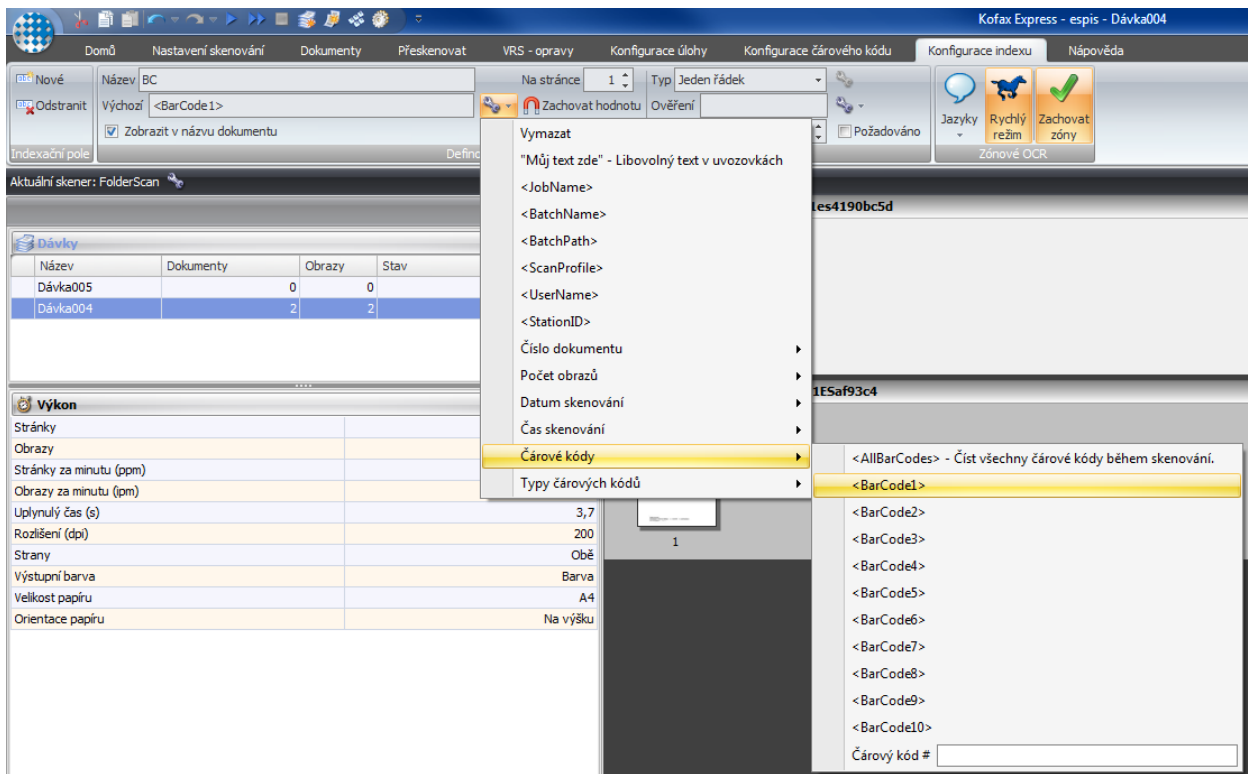 Kofax Express - espis - Dávka004
Domů Nastavení skenování Dokumenty Přeskenovat VRS - opravy Konfigurace úlohy Konfigurace čárového kódu Konfigurace indexu Nápověda
Nové Název BC Na stránce 1 Typ Jeden řádek
Odstranit Výchozí <BarCode1> Zachovat hodnotu Ověření
Zobrazit v názvu dokumentu Požadováno
Jazyky Rychlý režim Zachovat zóny
Indexační pole Zónové OCR
Aktuální skener: FolderScan
Dávky
Název Dokumenty Obrazy Stav
Dávka005 0 0
Dávka004 2 2
Výkon
Stránky
Obrazy
Stránky za minutu (ppm)
Obrazy za minutu (ipm)
Uplynulý čas (s) 3,7
Rozlišení (dpi) 200
Strany Obě
Výstupní barva Barva
Velikost papíru A4
Orientace papíru Na výšku
Vymazat
"Můj text zde" - Libovolný text v uvozovkách
<JobName>
<BatchName>
<BatchPath>
<ScanProfile>
<UserName>
<StationID>
Číslo dokumentu
Počet obrazů
Datum skenování
Čas skenování
Čárové kódy
Typy čárových kódů
1
<AllBarCodes> - Číst všechny čárové kódy během skenování.
<BarCode1>
<BarCode2>
<BarCode3>
<BarCode4>
<BarCode5>
<BarCode6>
<BarCode7>
<BarCode8>
<BarCode9>
<BarCode10>
Čárový kód #